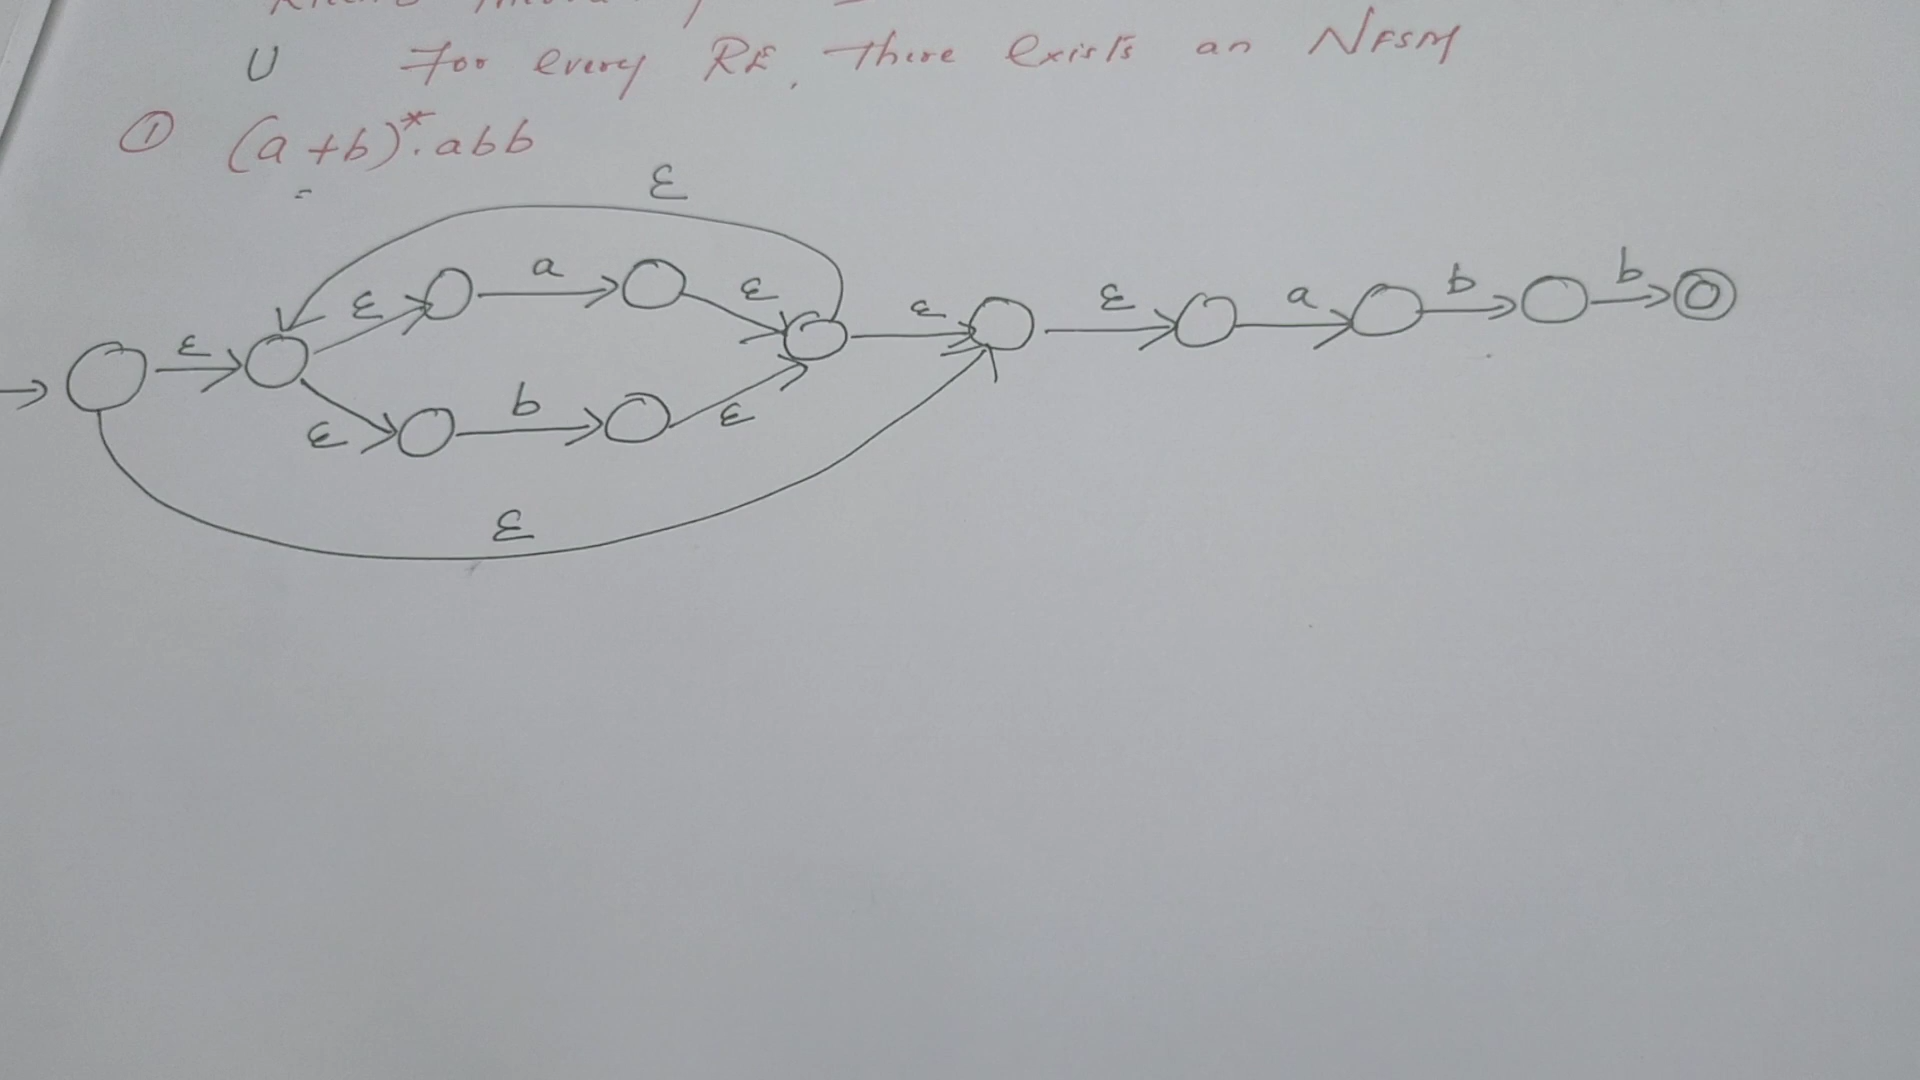 U For every RE, there exists an NFSM
① (a+b)*.abb
ε
ε a ε ε ε a b b
ε
ε b ε
ε